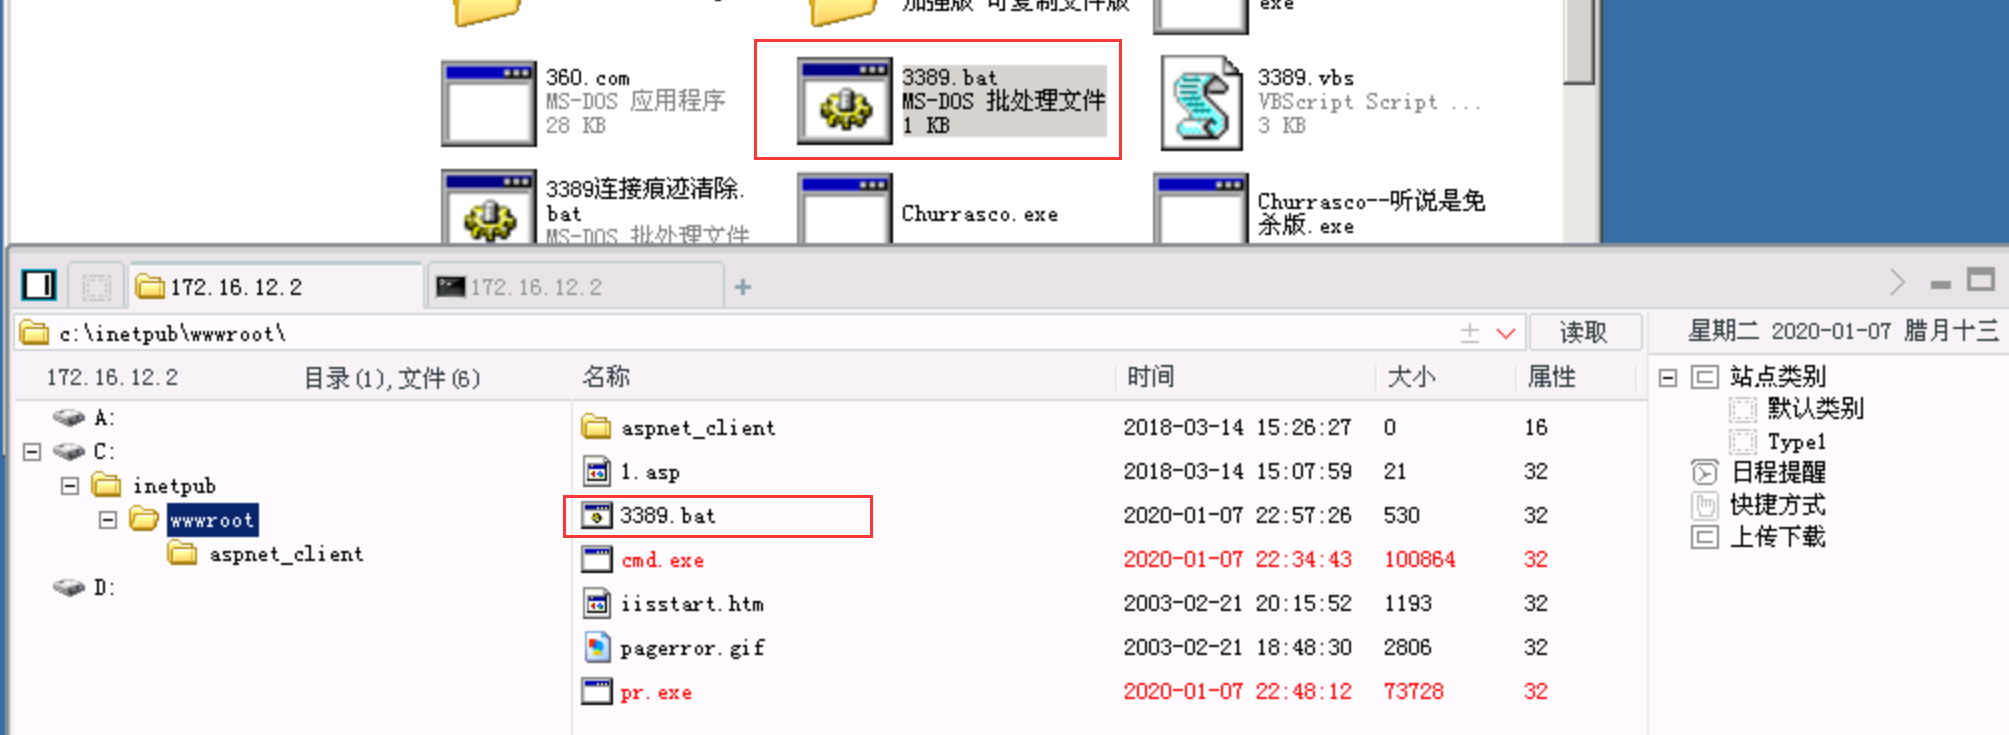 加强版 可复制文件版
exe
360.com
MS-DOS 应用程序
28 KB
3389.bat
MS-DOS 批处理文件
1 KB
3389.vbs
VBScript Script ...
3 KB
3389连接痕迹清除.
bat
MS-DOS 批处理文件
Churrasco.exe
Churrasco--听说是免
杀版.exe
172.16.12.2
172.16.12.2
+
c:\inetpub\wwwroot\
读取
星期二 2020-01-07 腊月十三
172.16.12.2
目录(1),文件(6)
名称
时间
大小
属性
A:
C:
inetpub
wwwroot
aspnet_client
D:
aspnet_client 2018-03-14 15:26:27 0 16
1.asp 2018-03-14 15:07:59 21 32
3389.bat 2020-01-07 22:57:26 530 32
cmd.exe 2020-01-07 22:34:43 100864 32
iisstart.htm 2003-02-21 20:15:52 1193 32
pagerror.gif 2003-02-21 18:48:30 2806 32
pr.exe 2020-01-07 22:48:12 73728 32
站点类别
默认类别
Type1
日程提醒
快捷方式
上传下载